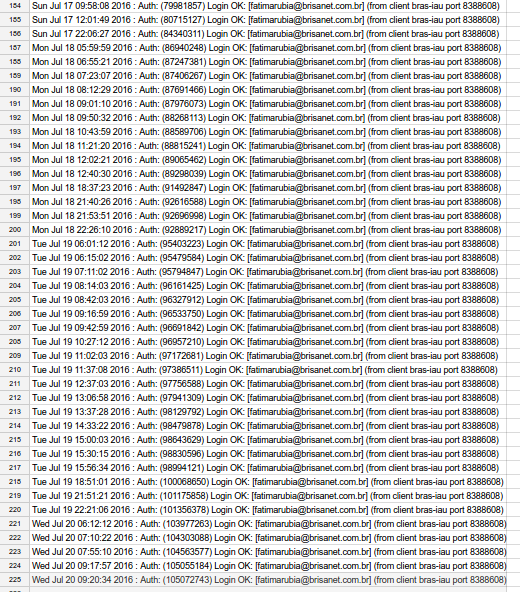 184 Sun Jul 17 09:58:08 2016 : Auth: (79981857) Login OK: [fatimarubia@brisanet.com.br] (from client bras-iau port 8388608)
185 Sun Jul 17 12:01:49 2016 : Auth: (80715127) Login OK: [fatimarubia@brisanet.com.br] (from client bras-iau port 8388608)
186 Sun Jul 17 22:06:27 2016 : Auth: (84340311) Login OK: [fatimarubia@brisanet.com.br] (from client bras-iau port 8388608)
187 Mon Jul 18 05:59:59 2016 : Auth: (86940248) Login OK: [fatimarubia@brisanet.com.br] (from client bras-iau port 8388608)
188 Mon Jul 18 06:55:21 2016 : Auth: (87247381) Login OK: [fatimarubia@brisanet.com.br] (from client bras-iau port 8388608)
189 Mon Jul 18 07:23:07 2016 : Auth: (87406267) Login OK: [fatimarubia@brisanet.com.br] (from client bras-iau port 8388608)
190 Mon Jul 18 08:12:29 2016 : Auth: (87691466) Login OK: [fatimarubia@brisanet.com.br] (from client bras-iau port 8388608)
191 Mon Jul 18 09:01:10 2016 : Auth: (87976073) Login OK: [fatimarubia@brisanet.com.br] (from client bras-iau port 8388608)
192 Mon Jul 18 09:50:32 2016 : Auth: (88268113) Login OK: [fatimarubia@brisanet.com.br] (from client bras-iau port 8388608)
193 Mon Jul 18 10:43:59 2016 : Auth: (88589706) Login OK: [fatimarubia@brisanet.com.br] (from client bras-iau port 8388608)
194 Mon Jul 18 11:21:20 2016 : Auth: (88815241) Login OK: [fatimarubia@brisanet.com.br] (from client bras-iau port 8388608)
195 Mon Jul 18 12:02:21 2016 : Auth: (89065462) Login OK: [fatimarubia@brisanet.com.br] (from client bras-iau port 8388608)
196 Mon Jul 18 12:40:30 2016 : Auth: (89298039) Login OK: [fatimarubia@brisanet.com.br] (from client bras-iau port 8388608)
197 Mon Jul 18 18:37:23 2016 : Auth: (91492847) Login OK: [fatimarubia@brisanet.com.br] (from client bras-iau port 8388608)
198 Mon Jul 18 21:40:26 2016 : Auth: (92616588) Login OK: [fatimarubia@brisanet.com.br] (from client bras-iau port 8388608)
199 Mon Jul 18 21:53:51 2016 : Auth: (92696998) Login OK: [fatimarubia@brisanet.com.br] (from client bras-iau port 8388608)
200 Mon Jul 18 22:26:10 2016 : Auth: (92889217) Login OK: [fatimarubia@brisanet.com.br] (from client bras-iau port 8388608)
201 Tue Jul 19 06:01:12 2016 : Auth: (95403223) Login OK: [fatimarubia@brisanet.com.br] (from client bras-iau port 8388608)
202 Tue Jul 19 06:15:02 2016 : Auth: (95479584) Login OK: [fatimarubia@brisanet.com.br] (from client bras-iau port 8388608)
203 Tue Jul 19 07:11:02 2016 : Auth: (95794847) Login OK: [fatimarubia@brisanet.com.br] (from client bras-iau port 8388608)
204 Tue Jul 19 08:14:03 2016 : Auth: (96161425) Login OK: [fatimarubia@brisanet.com.br] (from client bras-iau port 8388608)
205 Tue Jul 19 08:42:03 2016 : Auth: (96327912) Login OK: [fatimarubia@brisanet.com.br] (from client bras-iau port 8388608)
206 Tue Jul 19 09:16:59 2016 : Auth: (96533750) Login OK: [fatimarubia@brisanet.com.br] (from client bras-iau port 8388608)
207 Tue Jul 19 09:42:59 2016 : Auth: (96691842) Login OK: [fatimarubia@brisanet.com.br] (from client bras-iau port 8388608)
208 Tue Jul 19 10:27:12 2016 : Auth: (96957210) Login OK: [fatimarubia@brisanet.com.br] (from client bras-iau port 8388608)
209 Tue Jul 19 11:02:03 2016 : Auth: (97172681) Login OK: [fatimarubia@brisanet.com.br] (from client bras-iau port 8388608)
210 Tue Jul 19 11:37:08 2016 : Auth: (97386511) Login OK: [fatimarubia@brisanet.com.br] (from client bras-iau port 8388608)
211 Tue Jul 19 12:37:03 2016 : Auth: (97756588) Login OK: [fatimarubia@brisanet.com.br] (from client bras-iau port 8388608)
212 Tue Jul 19 13:06:58 2016 : Auth: (97941309) Login OK: [fatimarubia@brisanet.com.br] (from client bras-iau port 8388608)
213 Tue Jul 19 13:37:28 2016 : Auth: (98129792) Login OK: [fatimarubia@brisanet.com.br] (from client bras-iau port 8388608)
214 Tue Jul 19 14:33:22 2016 : Auth: (98479878) Login OK: [fatimarubia@brisanet.com.br] (from client bras-iau port 8388608)
215 Tue Jul 19 15:00:03 2016 : Auth: (98643629) Login OK: [fatimarubia@brisanet.com.br] (from client bras-iau port 8388608)
216 Tue Jul 19 15:30:15 2016 : Auth: (98830596) Login OK: [fatimarubia@brisanet.com.br] (from client bras-iau port 8388608)
217 Tue Jul 19 15:56:34 2016 : Auth: (98994121) Login OK: [fatimarubia@brisanet.com.br] (from client bras-iau port 8388608)
218 Tue Jul 19 18:51:01 2016 : Auth: (100068650) Login OK: [fatimarubia@brisanet.com.br] (from client bras-iau port 8388608)
219 Tue Jul 19 21:51:21 2016 : Auth: (101175858) Login OK: [fatimarubia@brisanet.com.br] (from client bras-iau port 8388608)
220 Tue Jul 19 22:21:06 2016 : Auth: (101356378) Login OK: [fatimarubia@brisanet.com.br] (from client bras-iau port 8388608)
221 Wed Jul 20 06:12:12 2016 : Auth: (103977263) Login OK: [fatimarubia@brisanet.com.br] (from client bras-iau port 8388608)
222 Wed Jul 20 07:10:22 2016 : Auth: (104303088) Login OK: [fatimarubia@brisanet.com.br] (from client bras-iau port 8388608)
223 Wed Jul 20 07:55:10 2016 : Auth: (104563577) Login OK: [fatimarubia@brisanet.com.br] (from client bras-iau port 8388608)
224 Wed Jul 20 09:17:57 2016 : Auth: (105055184) Login OK: [fatimarubia@brisanet.com.br] (from client bras-iau port 8388608)
225 Wed Jul 20 09:20:34 2016 : Auth: (105072743) Login OK: [fatimarubia@brisanet.com.br] (from client bras-iau port 8388608)